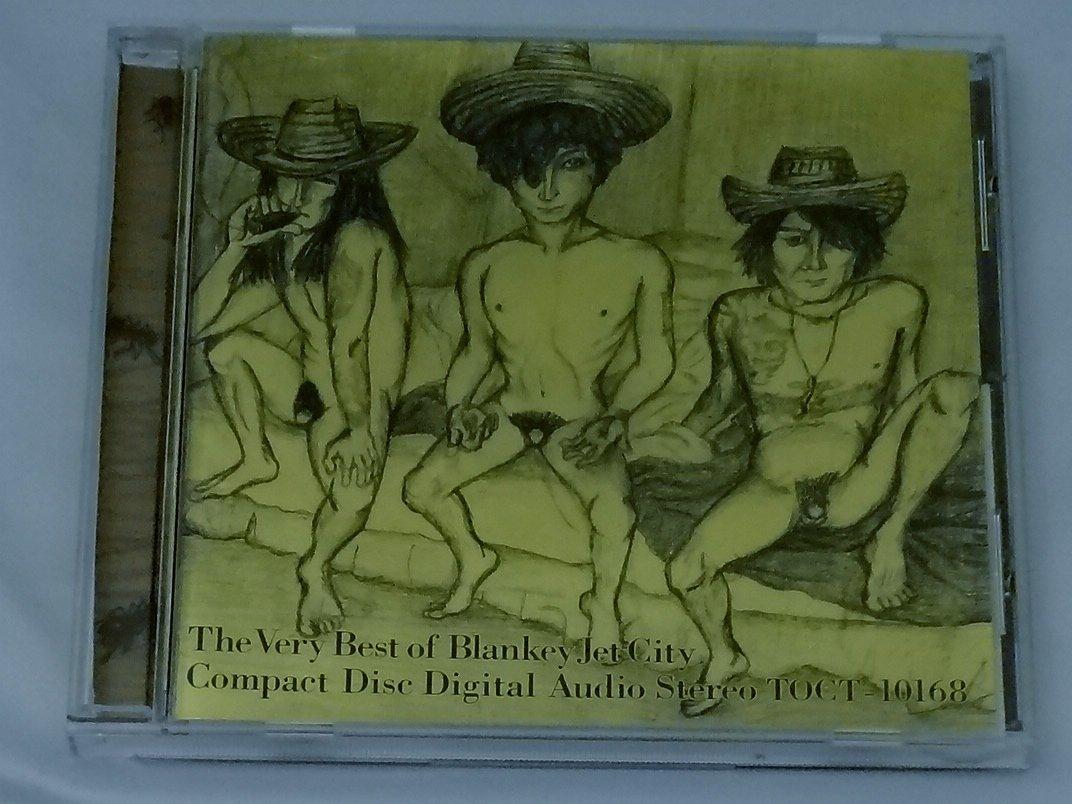 The Very Best of Blankey Jet City
Compact Disc Digital Audio Stereo TOCT-10168